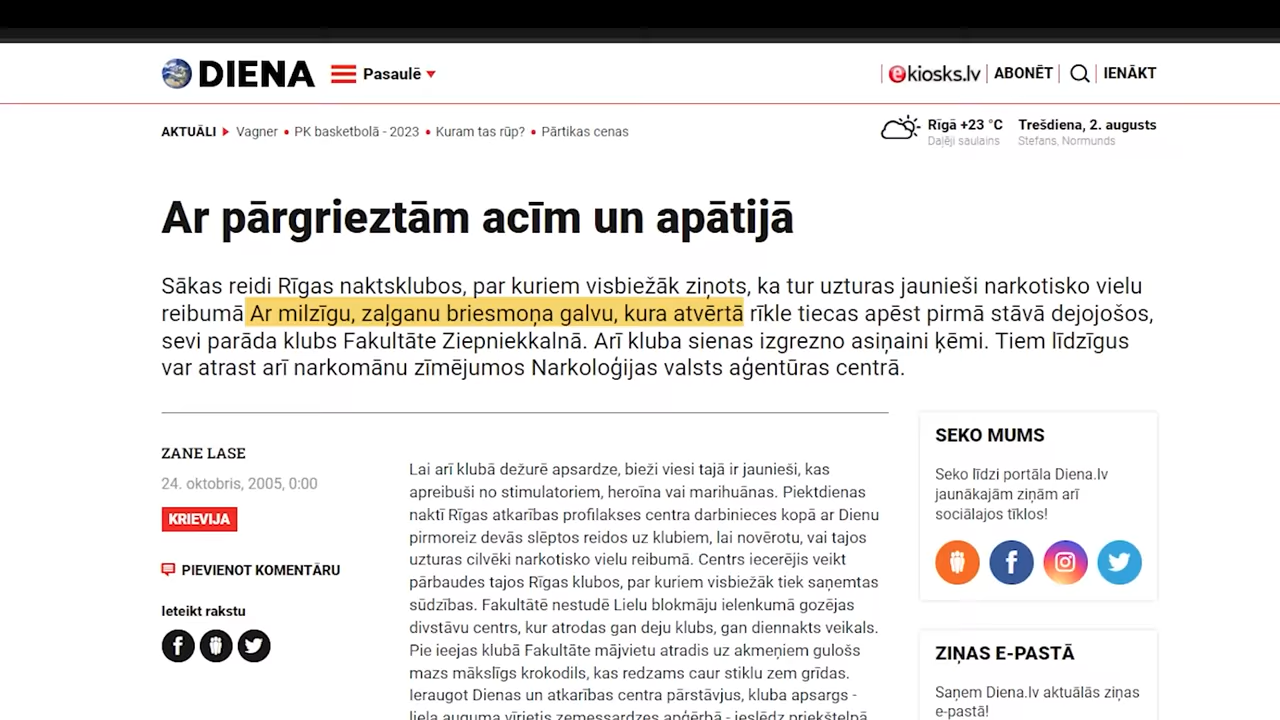 DIENA
Pasaulē
ekiosks.lv
ABONĒT
IENĀKT
AKTUĀLI
Vagner
PK basketbolā - 2023
Kuram tas rūp?
Pārtikas cenas
Rīgā +23 °C
Daļēji saulains
Trešdiena, 2. augusts
Stefans, Normunds
Ar pārgrieztām acīm un apātijā
Sākas reidi Rīgas naktsklubos, par kuriem visbiežāk ziņots, ka tur uzturas jaunieši narkotisko vielu
reibumā Ar milzīgu, zaļganu briesmoņa galvu, kura atvērtā rīkle tiecas apēst pirmā stāvā dejojošos,
sevi parāda klubs Fakultāte Ziepniekkalnā. Arī kluba sienas izgrezno asiņaini ķēmi. Tiem līdzīgus
var atrast arī narkomānu zīmējumos Narkoloģijas valsts aģentūras centrā.
ZANE LASE
24. oktobris, 2005, 0:00
KRIEVIJA
PIEVIENOT KOMENTĀRU
Ieteikt rakstu
Lai arī klubā dežurē apsardze, bieži viesi tajā ir jaunieši, kas
apreibuši no stimulatoriem, heroīna vai marihuānas. Piektdienas
naktī Rīgas atkarības profilakses centra darbinieces kopā ar Dienu
pirmoreiz devās slēptos reidos uz klubiem, lai novērotu, vai tajos
uzturas cilvēki narkotisko vielu reibumā. Centrs iecerējis veikt
pārbaudes tajos Rīgas klubos, par kuriem visbiežāk tiek saņemtas
sūdzības. Fakultātē nestudē Lielu blokmāju ielenkumā gozējas
divstāvu centrs, kur atrodas gan deju klubs, gan diennakts veikals.
Pie ieejas klubā Fakultāte mājvietu atradis uz akmeņiem gulošs
mazs mākslīgs krokodils, kas redzams caur stiklu zem grīdas.
Ieraugot Dienas un atkarības centra pārstāvjus, kluba apsargs -
liela auguma vīrietis zemessardzes apģērbā - ieslēdz priekštelpā
SEKO MUMS
Seko līdzi portāla Diena.lv
jaunākajām ziņām arī
sociālajos tīklos!
ZIŅAS E-PASTĀ
Saņem Diena.lv aktuālās ziņas
e-pastā!